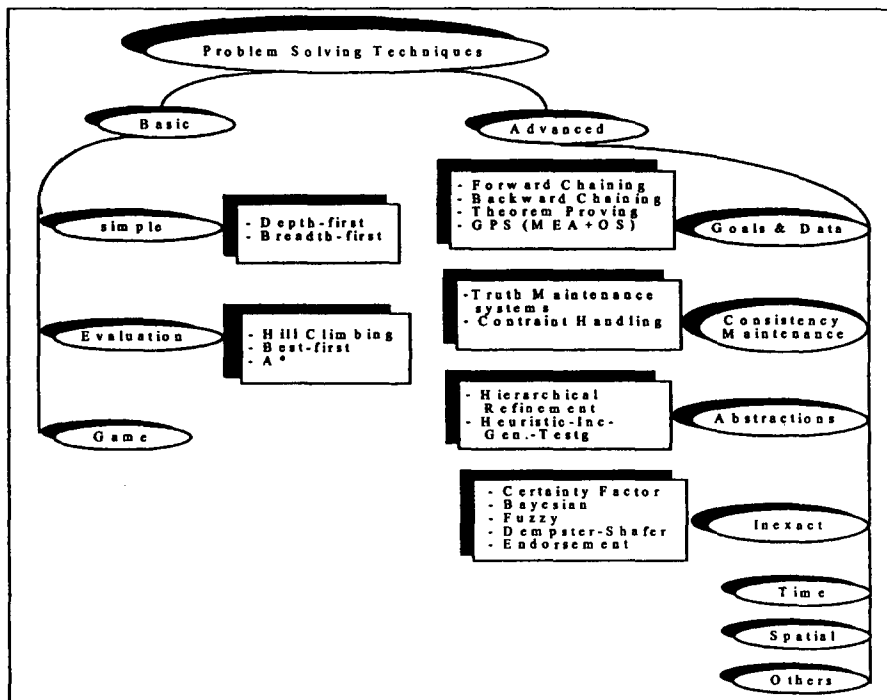 Problem Solving Techniques
Basic
Advanced
simple
- Depth-first
- Breadth-first
Evaluation
- Hill Climbing
- Best-first
- A*
Game
- Forward Chaining
- Backward Chaining
- Theorem Proving
- GPS (MEA+OS)
Goals & Data
-Truth Maintenance
systems
- Contraint Handling
Consistency
Maintenance
- Hierarchical
Refinement
- Heuristic-Inc-
Gen.-Testg
Abstractions
- Certainty Factor
- Bayesian
- Fuzzy
- Dempster-Shafer
- Endorsement
Inexact
Time
Spatial
Others